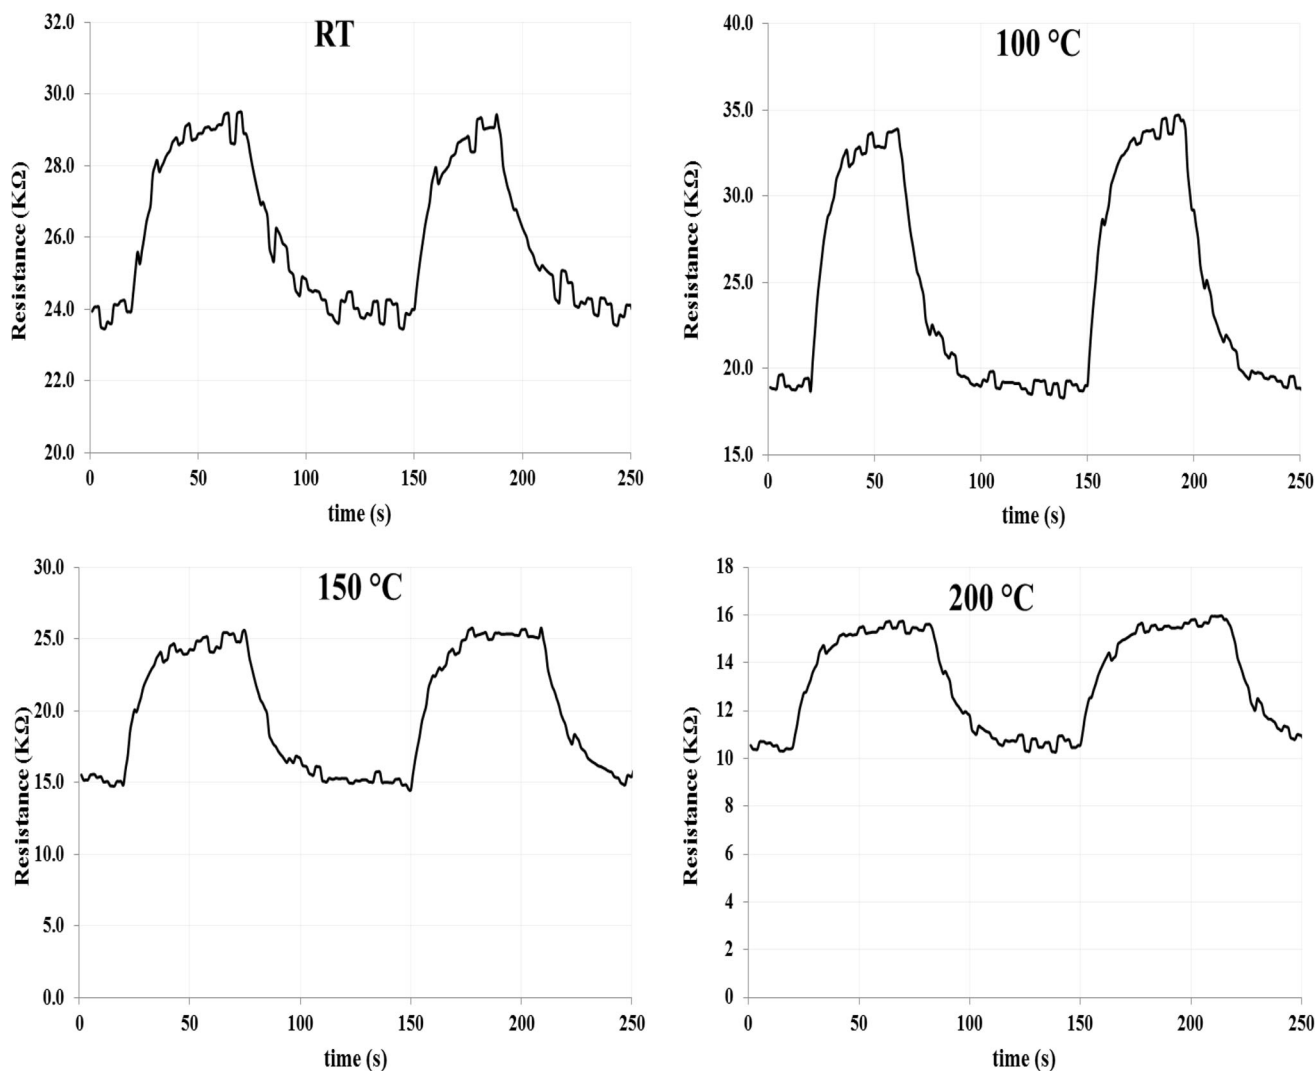 RT
32.0
30.0
28.0
26.0
24.0
22.0
20.0
Resistance (KΩ)
0 50 100 150 200 250
time (s)
100 °C
40.0
35.0
30.0
25.0
20.0
15.0
Resistance (KΩ)
0 50 100 150 200 250
time (s)
150 °C
30.0
25.0
20.0
15.0
10.0
5.0
0.0
Resistance (KΩ)
0 50 100 150 200 250
time (s)
200 °C
18
16
14
12
10
8
6
4
2
0
Resistance (KΩ)
0 50 100 150 200 250
time (s)